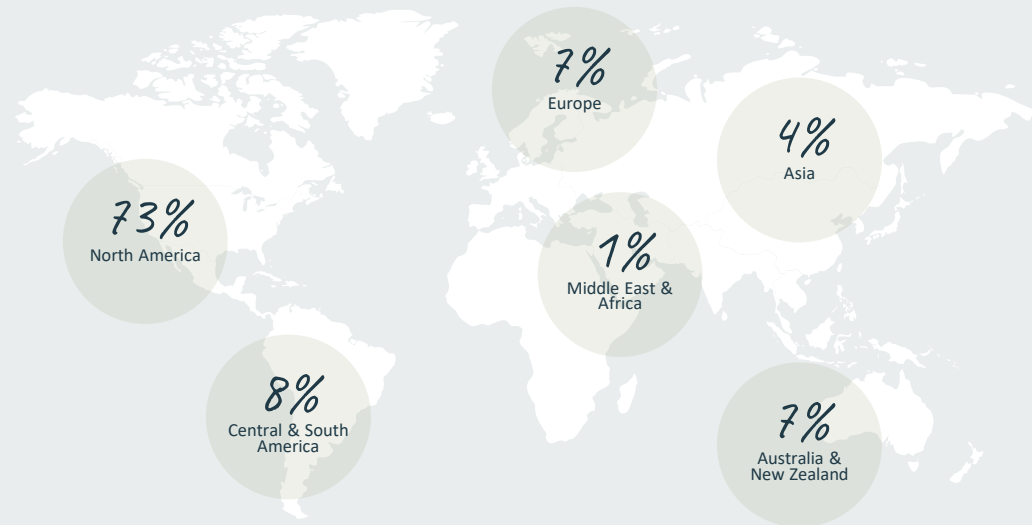 7%
Europe
4%
Asia
73%
North America
1%
Middle East &
Africa
8%
Central & South
America
7%
Australia &
New Zealand